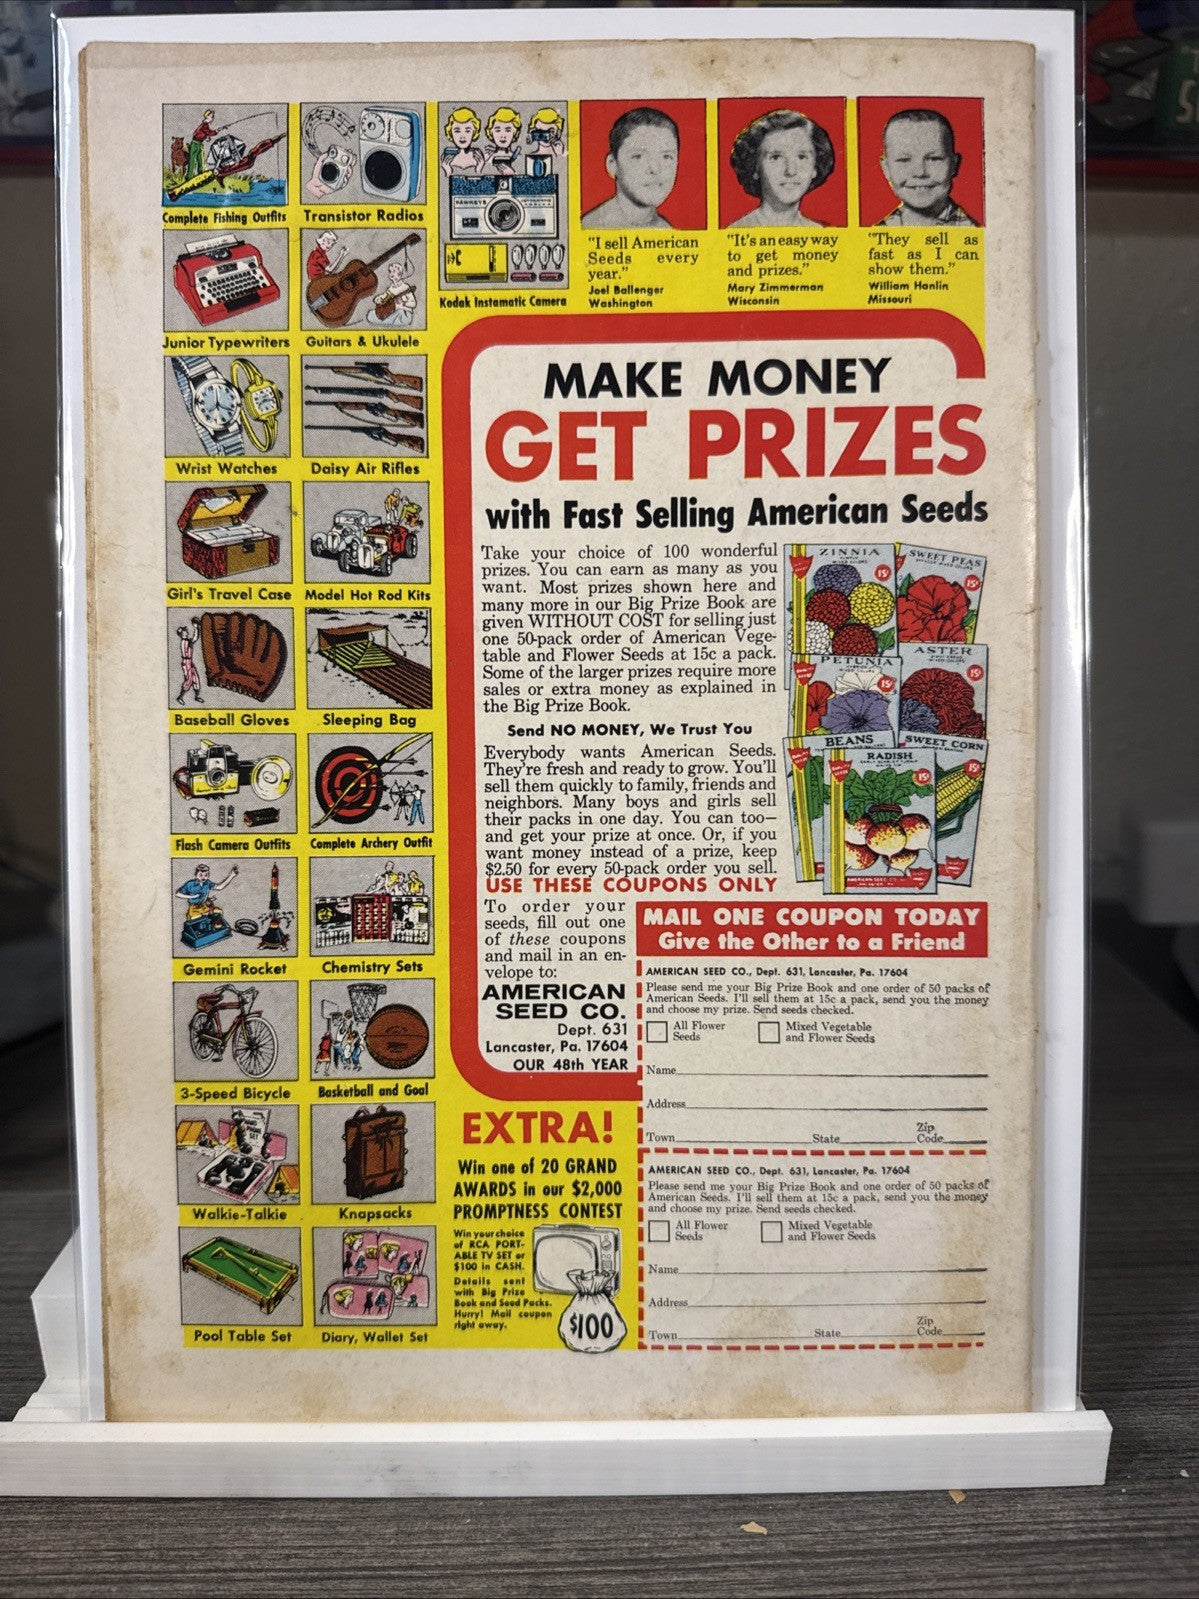 Complete Fishing Outfits
Transistor Radios
HAWKEYE
Kodak Instamatic Camera
"I sell American
Seeds every
year."
Joel Ballenger
Washington
"It's an easy way
to get money
and prizes."
Mary Zimmerman
Wisconsin
"They sell as
fast as I can
show them."
William Hanlin
Missouri
Junior Typewriters
Guitars & Ukulele
Wrist Watches
Daisy Air Rifles
Girl's Travel Case
Model Hot Rod Kits
Baseball Gloves
Sleeping Bag
Flash Camera Outfits
Complete Archery Outfit
Gemini Rocket
Chemistry Sets
3-Speed Bicycle
Basketball and Goal
Walkie-Talkie
Knapsacks
Pool Table Set
Diary, Wallet Set
MAKE MONEY
GET PRIZES
with Fast Selling American Seeds
Take your choice of 100 wonderful
prizes. You can earn as many as you
want. Most prizes shown here and
many more in our Big Prize Book are
given WITHOUT COST for selling just
one 50-pack order of American Vege-
table and Flower Seeds at 15c a pack.
Some of the larger prizes require more
sales or extra money as explained in
the Big Prize Book.
Send NO MONEY, We Trust You
Everybody wants American Seeds.
They're fresh and ready to grow. You'll
sell them quickly to family, friends and
neighbors. Many boys and girls sell
their packs in one day. You can too—
and get your prize at once. Or, if you
want money instead of a prize, keep
$2.50 for every 50-pack order you sell.
USE THESE COUPONS ONLY
ZINNIA
15¢
SWEET PEAS
15¢
PETUNIA
15¢
ASTER
15¢
BEANS
SWEET CORN
RADISH
15¢
AMERICAN SEED CO.
To order your
seeds, fill out one
of these coupons
and mail in an en-
velope to:
AMERICAN
SEED CO.
Dept. 631
Lancaster, Pa. 17604
OUR 48th YEAR
MAIL ONE COUPON TODAY
Give the Other to a Friend
AMERICAN SEED CO., Dept. 631, Lancaster, Pa. 17604
Please send me your Big Prize Book and one order of 50 packs of
American Seeds. I'll sell them at 15c a pack, send you the money
and choose my prize. Send seeds checked.
All Flower
Seeds
Mixed Vegetable
and Flower Seeds
Name
Address
Town State Zip Code
AMERICAN SEED CO., Dept. 631, Lancaster, Pa. 17604
Please send me your Big Prize Book and one order of 50 packs of
American Seeds. I'll sell them at 15c a pack, send you the money
and choose my prize. Send seeds checked.
All Flower
Seeds
Mixed Vegetable
and Flower Seeds
Name
Address
Town State Zip Code
EXTRA!
Win one of 20 GRAND
AWARDS in our $2,000
PROMPTNESS CONTEST
Win your choice
of RCA PORT-
ABLE TV SET or
$100 in CASH.
Details sent
with Big Prize
Book and Seed Packs.
Hurry! Mail coupon
right away.
$100